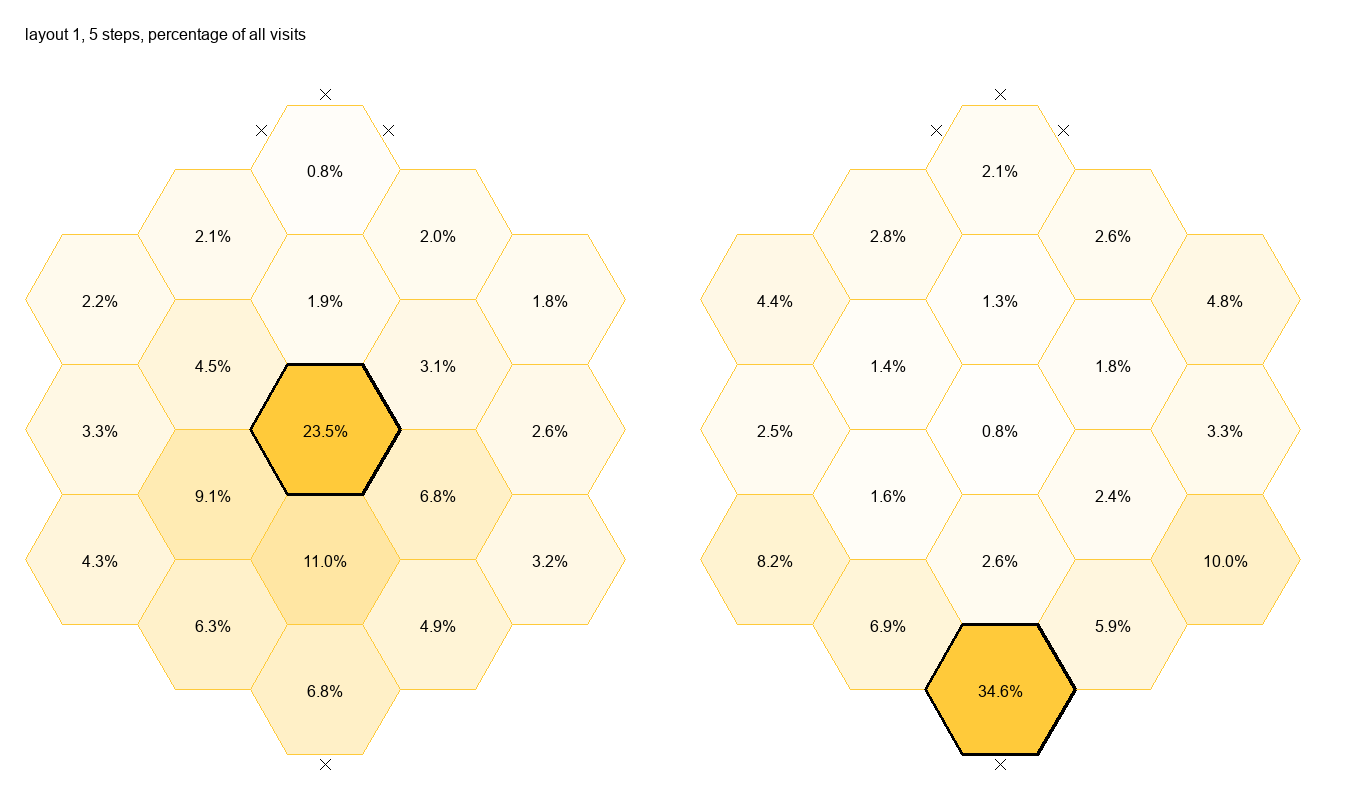 layout 1, 5 steps, percentage of all visits
0.8% 2.1%
2.1% 2.0% 2.8% 2.6%
2.2% 1.9% 1.8% 4.4% 1.3% 4.8%
4.5% 3.1% 1.4% 1.8%
3.3% 23.5% 2.6% 2.5% 0.8% 3.3%
9.1% 6.8% 1.6% 2.4%
4.3% 11.0% 3.2% 8.2% 2.6% 10.0%
6.3% 4.9% 6.9% 5.9%
6.8% 34.6%